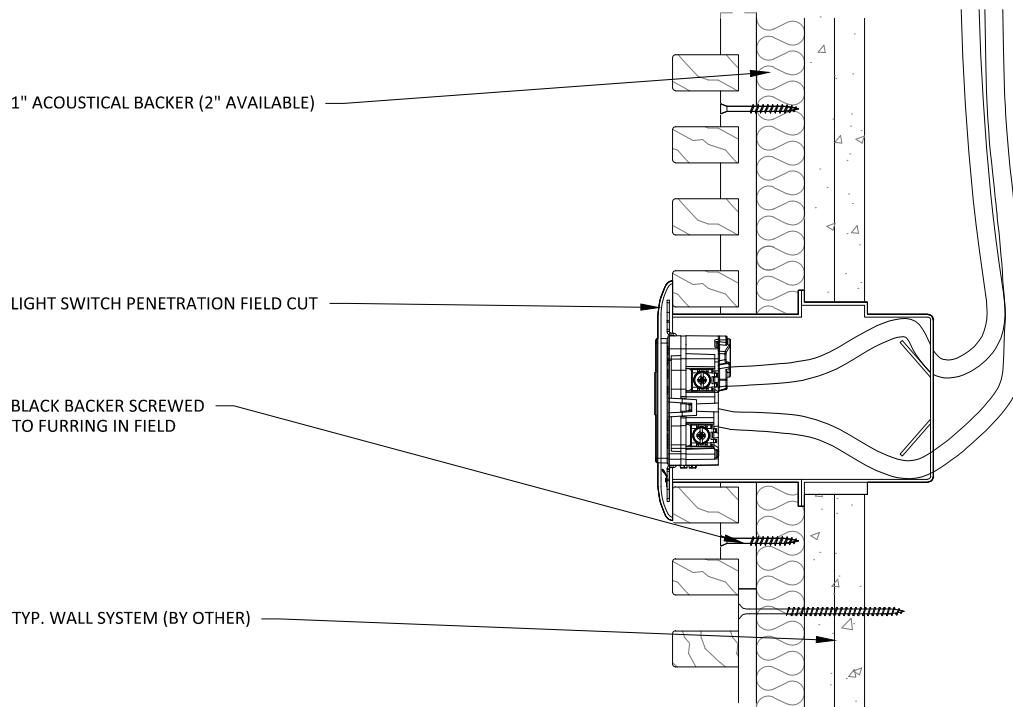 1" ACOUSTICAL BACKER (2" AVAILABLE)
LIGHT SWITCH PENETRATION FIELD CUT
BLACK BACKER SCREWED
TO FURRING IN FIELD
TYP. WALL SYSTEM (BY OTHER)